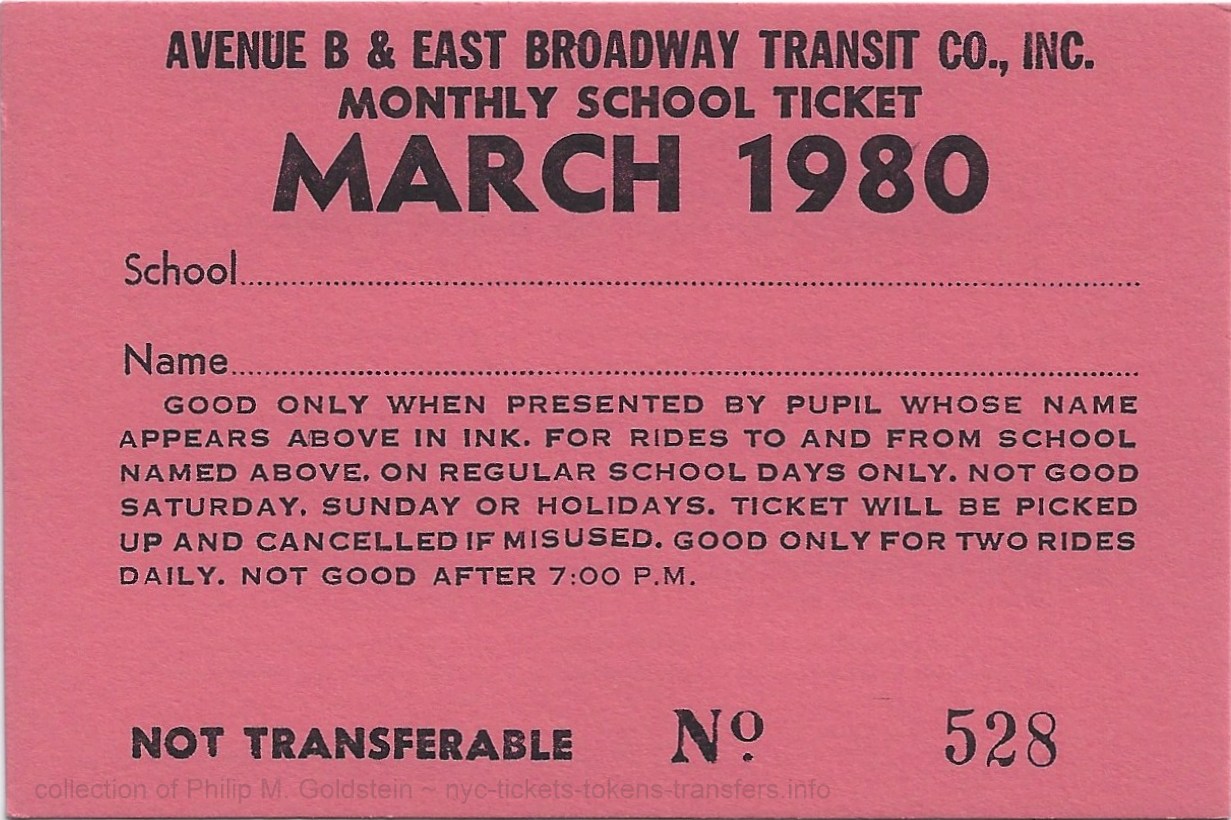 AVENUE B & EAST BROADWAY TRANSIT CO., INC.
MONTHLY SCHOOL TICKET
MARCH 1980
School
Name
GOOD ONLY WHEN PRESENTED BY PUPIL WHOSE NAME
APPEARS ABOVE IN INK. FOR RIDES TO AND FROM SCHOOL
NAMED ABOVE, ON REGULAR SCHOOL DAYS ONLY. NOT GOOD
SATURDAY, SUNDAY OR HOLIDAYS. TICKET WILL BE PICKED
UP AND CANCELLED IF MISUSED. GOOD ONLY FOR TWO RIDES
DAILY. NOT GOOD AFTER 7:00 P.M.
NOT TRANSFERABLE No. 528
collection of Philip M. Goldstein ~ nyc-tickets-tokens-transfers.info